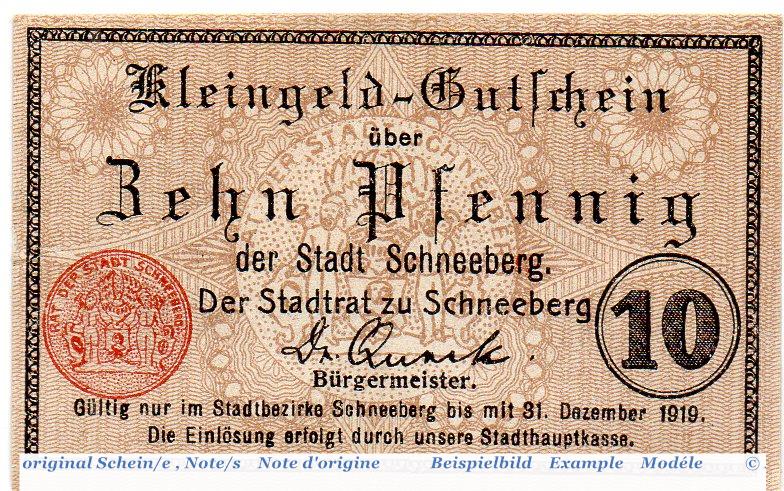 Kleingeld-Gutschein
über
Zehn Pfennig
der Stadt Schneeberg.
Der Stadtrat zu Schneeberg
10
Bürgermeister.
Gültig nur im Stadtbezirke Schneeberg bis mit 31. Dezember 1919.
Die Einlösung erfolgt durch unsere Stadthauptkasse.
original Schein/e , Note/s Note d'origine Beispielbild Example Modéle ©